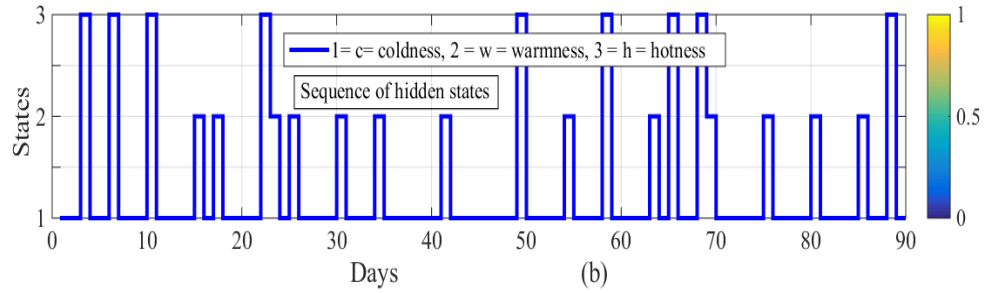 3
2
1
States
1= c= coldness, 2 = w = warmness, 3 = h = hotness
Sequence of hidden states
0 10 20 30 40 50 60 70 80 90
Days (b)
1
0.5
0